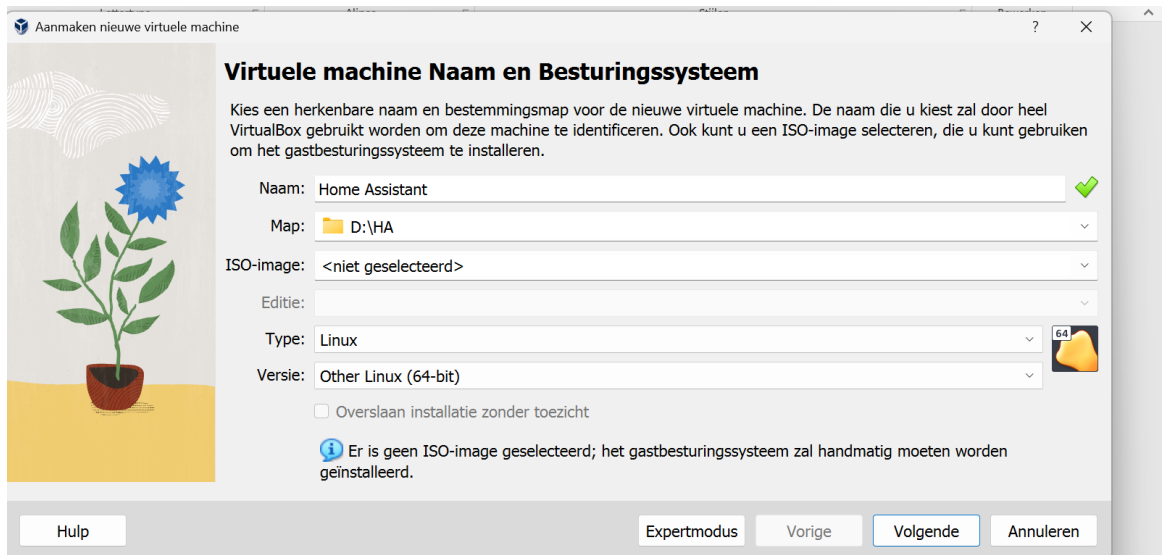 Aanmaken nieuwe virtuele machine
?
Virtuele machine Naam en Besturingssysteem
Kies een herkenbare naam en bestemmingsmap voor de nieuwe virtuele machine. De naam die u kiest zal door heel
VirtualBox gebruikt worden om deze machine te identificeren. Ook kunt u een ISO-image selecteren, die u kunt gebruiken
om het gastbesturingssysteem te installeren.
Naam: Home Assistant
Map: D:\HA
ISO-image: <niet geselecteerd>
Editie:
Type: Linux
64
Versie: Other Linux (64-bit)
Overslaan installatie zonder toezicht
Er is geen ISO-image geselecteerd; het gastbesturingssysteem zal handmatig moeten worden
geïnstalleerd.
Hulp Expertmodus Vorige Volgende Annuleren